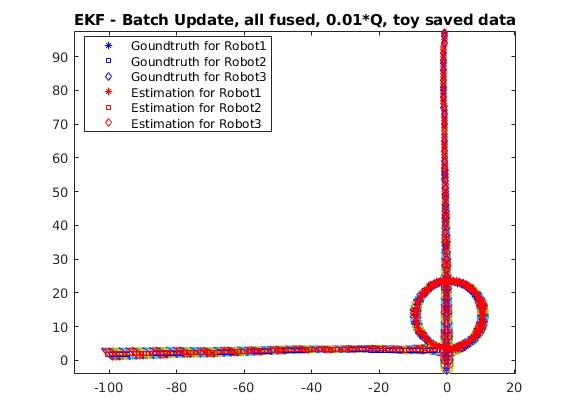 EKF - Batch Update, all fused, 0.01*Q, toy saved data
Goundtruth for Robot1
Goundtruth for Robot2
Goundtruth for Robot3
Estimation for Robot1
Estimation for Robot2
Estimation for Robot3
90
80
70
60
50
40
30
20
10
0
-100 -80 -60 -40 -20 0 20